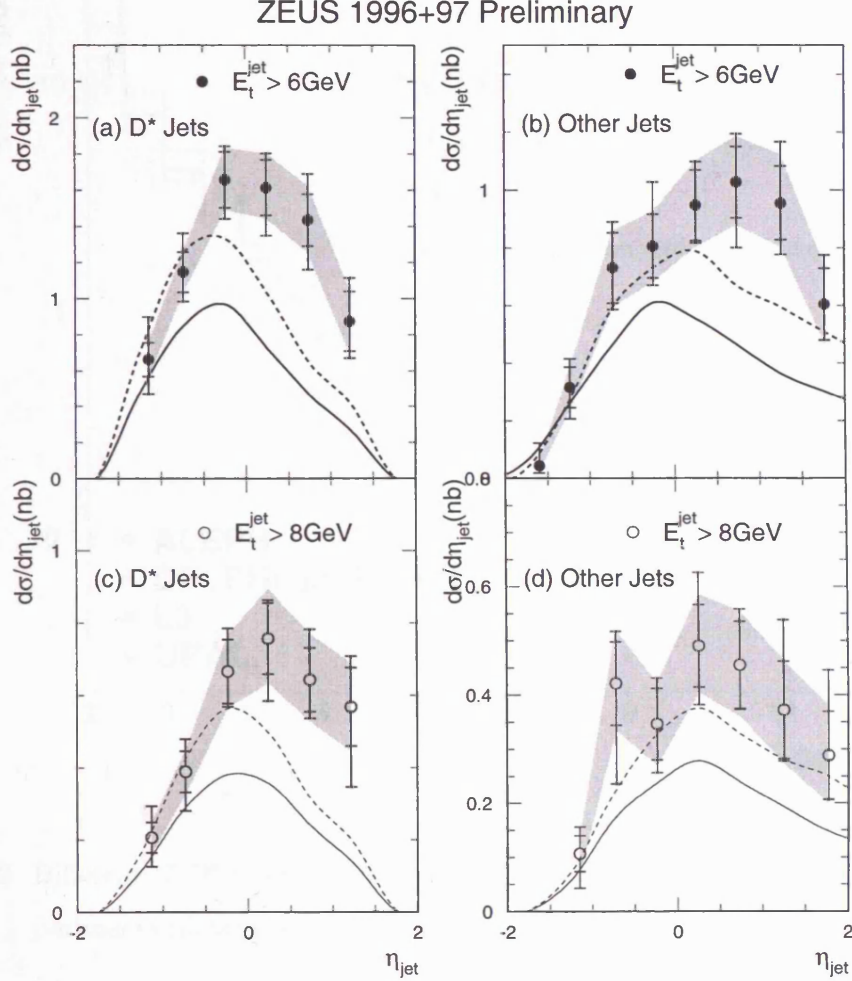 ZEUS 1996+97 Preliminary
dσ/dη_jet(nb)
2
1
0
● E_t^jet > 6GeV
(a) D* Jets
dσ/dη_jet(nb)
1
● E_t^jet > 6GeV
(b) Other Jets
dσ/dη_jet(nb)
1
0
○ E_t^jet > 8GeV
(c) D* Jets
-2 0 2
η_jet
dσ/dη_jet(nb)
0.8
0.6
0.4
0.2
0
○ E_t^jet > 8GeV
(d) Other Jets
-2 0 2
η_jet